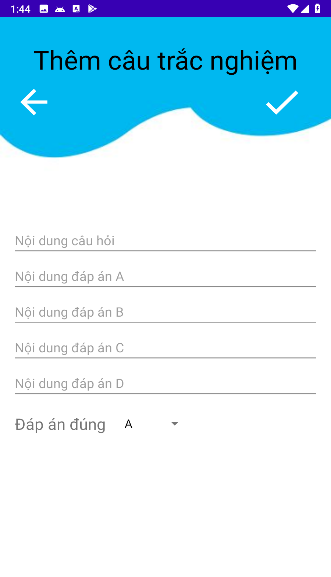 1:44
Thêm câu trắc nghiệm
Nội dung câu hỏi
Nội dung đáp án A
Nội dung đáp án B
Nội dung đáp án C
Nội dung đáp án D
Đáp án đúng A